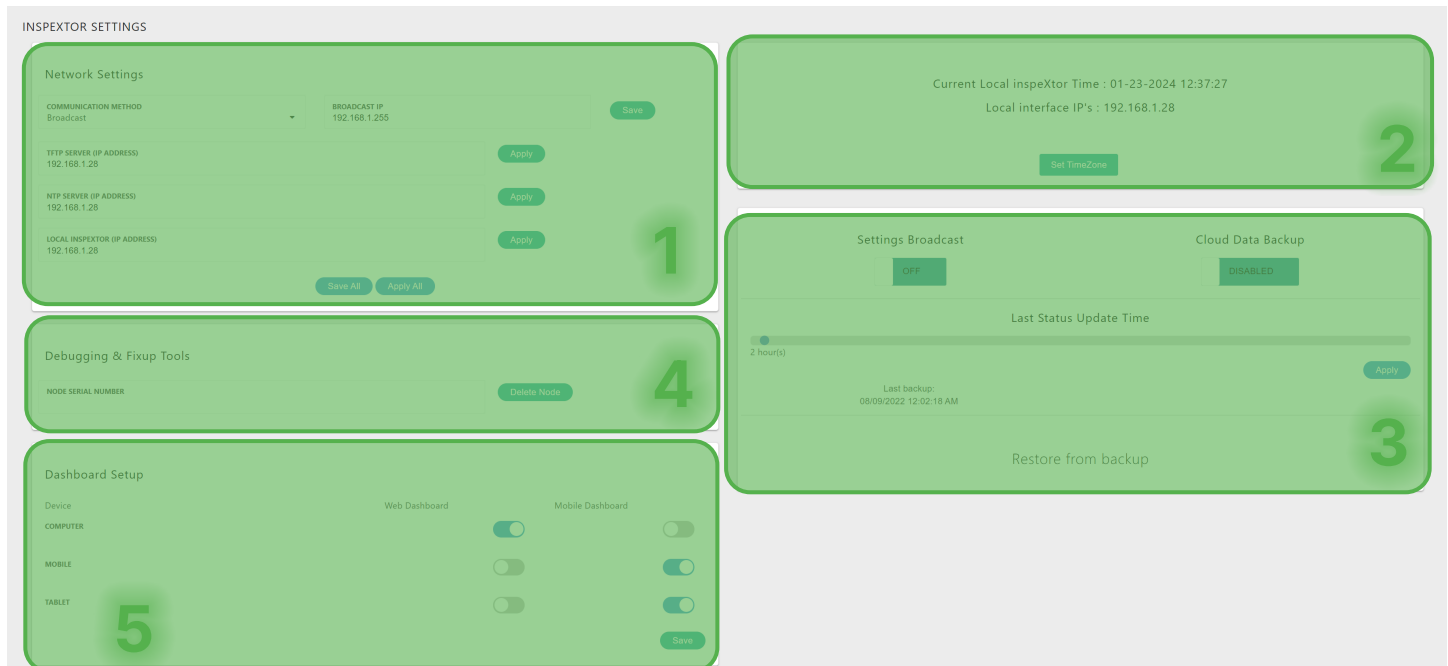 INSPEXTOR SETTINGS
Network Settings
COMMUNICATION METHOD
Broadcast
BROADCAST IP
192.168.1.255
Save
TFTP SERVER (IP ADDRESS)
192.168.1.28
Apply
NTP SERVER (IP ADDRESS)
192.168.1.28
Apply
LOCAL INSPEXTOR (IP ADDRESS)
192.168.1.28
Apply
Save All
Apply All
1
Current Local inspeXtor Time : 01-23-2024 12:37:27
Local interface IP's : 192.168.1.28
Set TimeZone
2
Settings Broadcast
OFF
Cloud Data Backup
DISABLED
Last Status Update Time
2 hour(s)
Apply
Last backup:
08/09/2022 12:02:18 AM
Restore from backup
3
Debugging & Fixup Tools
NODE SERIAL NUMBER
Delete Node
4
Dashboard Setup
Device Web Dashboard Mobile Dashboard
COMPUTER
MOBILE
TABLET
Save
5